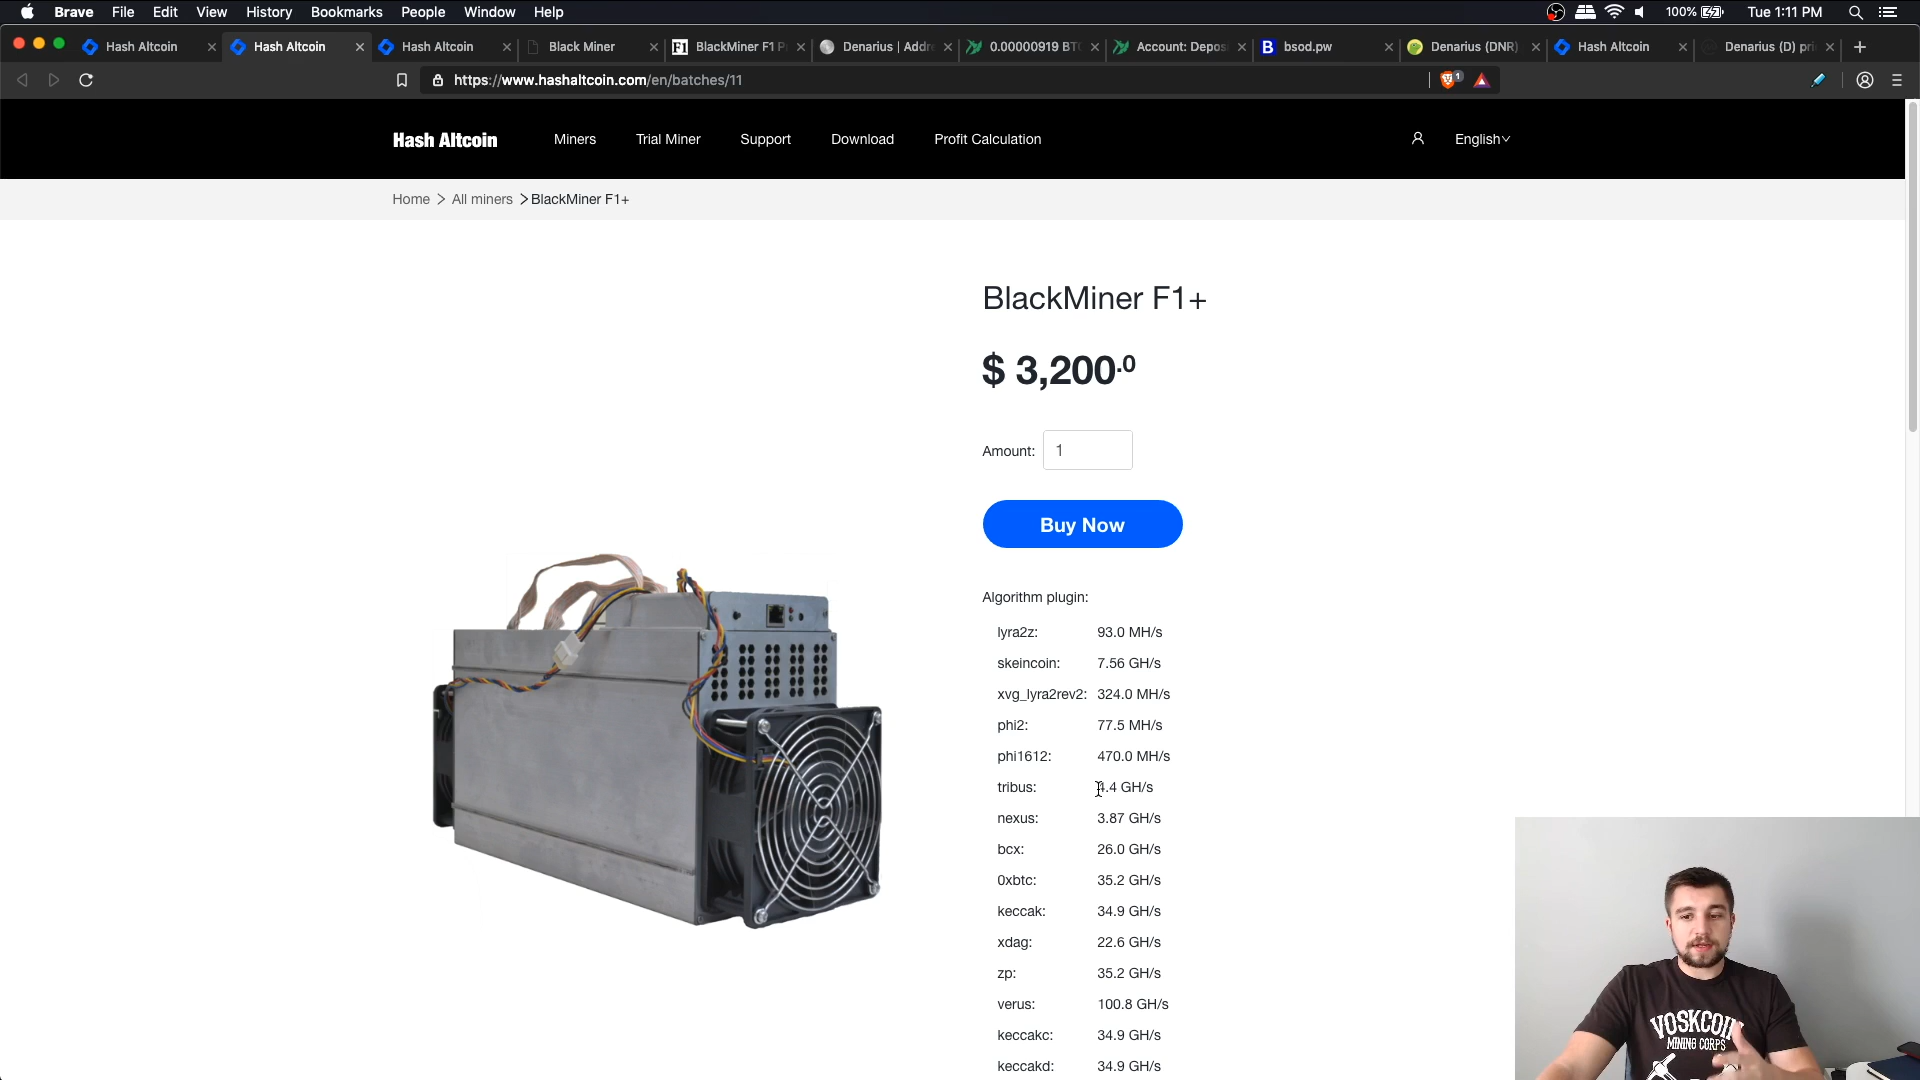 Brave File Edit View History Bookmarks People Window Help 100% Tue 1:11 PM
Hash Altcoin Hash Altcoin Hash Altcoin Black Miner BlackMiner F1 P Denarius | Addr 0.00000919 BTC Account: Depos bsod.pw Denarius (DNR) Hash Altcoin Denarius (D) pri
https://www.hashaltcoin.com/en/batches/11 1
Hash Altcoin Miners Trial Miner Support Download Profit Calculation English
Home > All miners > BlackMiner F1+
BlackMiner F1+
$ 3,200.0
Amount: 1
Buy Now
Algorithm plugin:
lyra2z: 93.0 MH/s
skeincoin: 7.56 GH/s
xvg_lyra2rev2: 324.0 MH/s
phi2: 77.5 MH/s
phi1612: 470.0 MH/s
tribus: 4.4 GH/s
nexus: 3.87 GH/s
bcx: 26.0 GH/s
0xbtc: 35.2 GH/s
keccak: 34.9 GH/s
xdag: 22.6 GH/s
zp: 35.2 GH/s
verus: 100.8 GH/s
keccakc: 34.9 GH/s
keccakd: 34.9 GH/s
VOSKCOIN
MINING CORPS